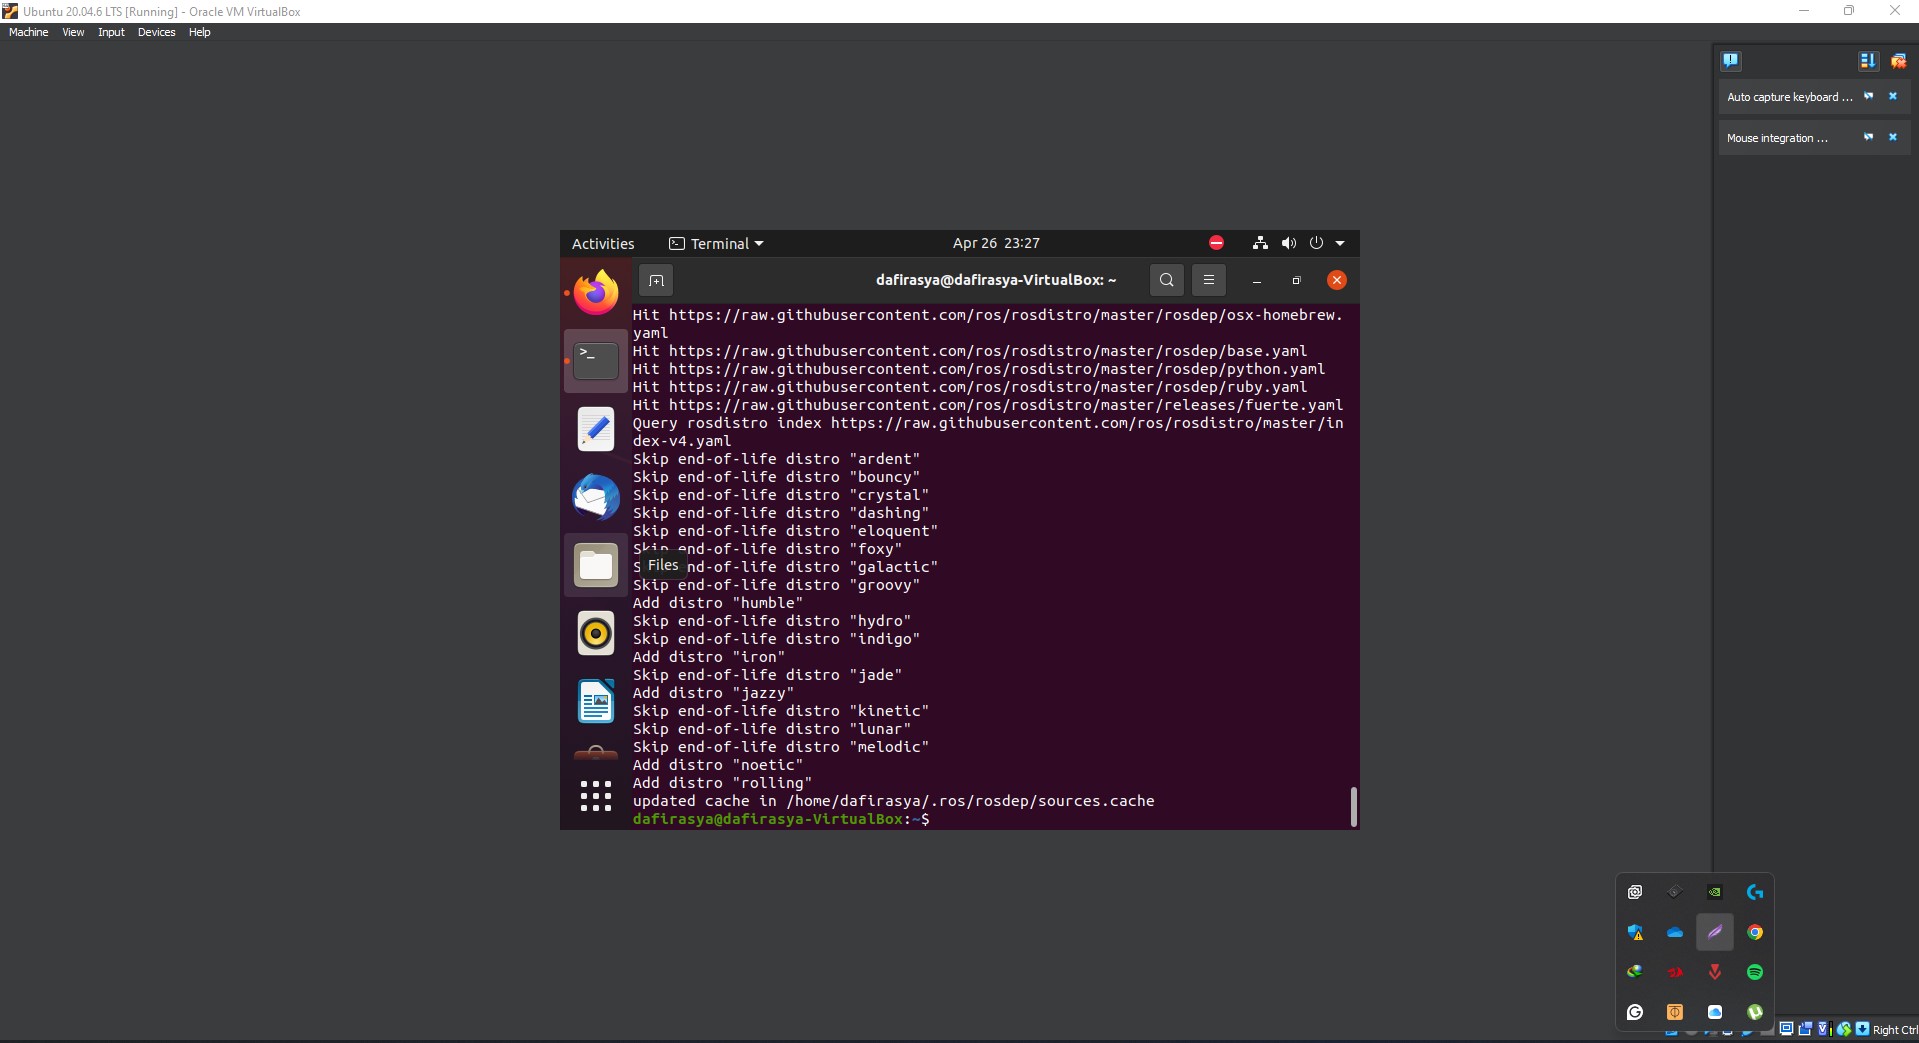 Ubuntu 20.04.6 LTS [Running] - Oracle VM VirtualBox
Machine View Input Devices Help
Auto capture keyboard ...
Mouse integration ...
Activities Terminal Apr 26 23:27
dafirasya@dafirasya-VirtualBox: ~
Hit https://raw.githubusercontent.com/ros/rosdistro/master/rosdep/osx-homebrew.
yaml
Hit https://raw.githubusercontent.com/ros/rosdistro/master/rosdep/base.yaml
Hit https://raw.githubusercontent.com/ros/rosdistro/master/rosdep/python.yaml
Hit https://raw.githubusercontent.com/ros/rosdistro/master/rosdep/ruby.yaml
Hit https://raw.githubusercontent.com/ros/rosdistro/master/releases/fuerte.yaml
Query rosdistro index https://raw.githubusercontent.com/ros/rosdistro/master/in
dex-v4.yaml
Skip end-of-life distro "ardent"
Skip end-of-life distro "bouncy"
Skip end-of-life distro "crystal"
Skip end-of-life distro "dashing"
Skip end-of-life distro "eloquent"
Skip end-of-life distro "foxy"
Files
Skip end-of-life distro "galactic"
Skip end-of-life distro "groovy"
Add distro "humble"
Skip end-of-life distro "hydro"
Skip end-of-life distro "indigo"
Add distro "iron"
Skip end-of-life distro "jade"
Add distro "jazzy"
Skip end-of-life distro "kinetic"
Skip end-of-life distro "lunar"
Skip end-of-life distro "melodic"
Add distro "noetic"
Add distro "rolling"
updated cache in /home/dafirasya/.ros/rosdep/sources.cache
dafirasya@dafirasya-VirtualBox:~$
Right Ctrl